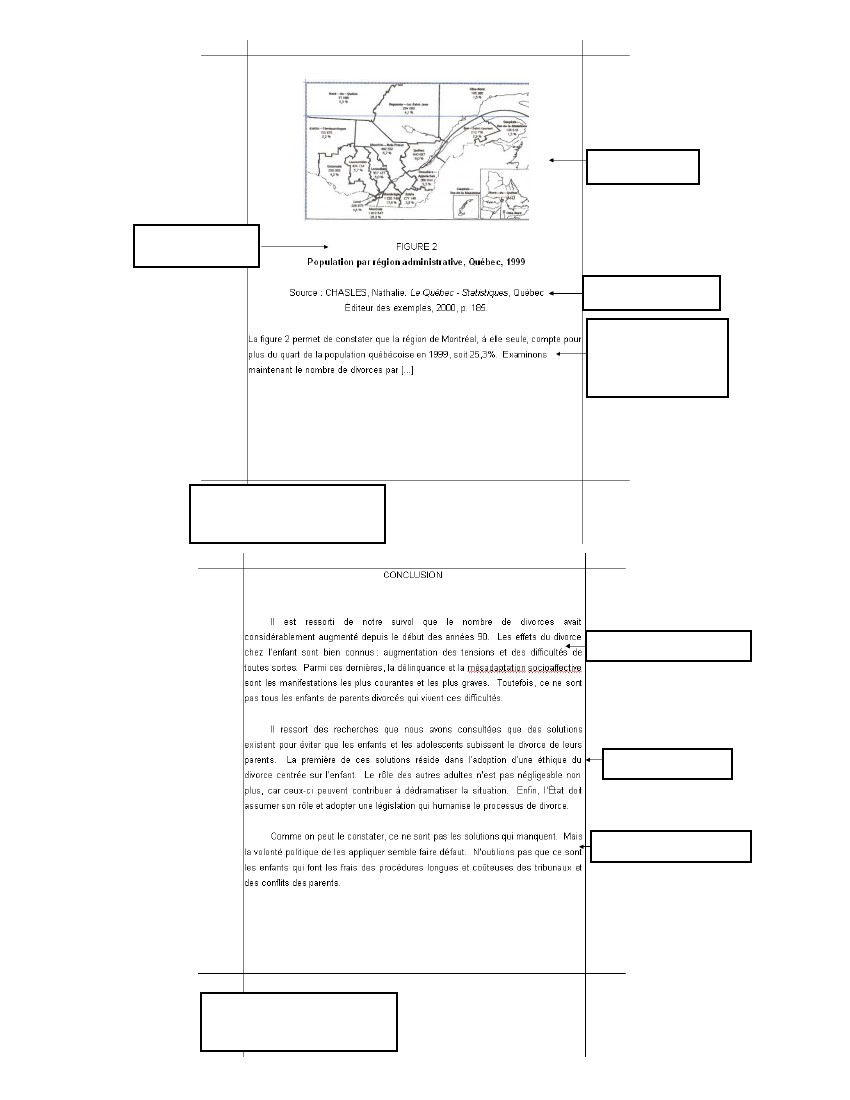 FIGURE 2
Population par région administrative, Québec, 1999
Source : CHASLES, Nathalie. Le Québec - Statistiques, Québec
Éditeur des exemples, 2000, p. 185.
La figure 2 permet de constater que la région de Montréal, à elle seule, compte pour
plus du quart de la population québécoise en 1999, soit 25,3%. Examinons
maintenant le nombre de divorces par [...]
CONCLUSION
Il est ressorti de notre survol que le nombre de divorces avait
considérablement augmenté depuis le début des années 90. Les effets du divorce
chez l'enfant sont bien connus : augmentation des tensions et des difficultés de
toutes sortes. Parmi ces dernières, la délinquance et la mésadaptation socioaffective
sont les manifestations les plus courantes et les plus graves. Toutefois, ce ne sont
pas tous les enfants de parents divorcés qui vivent ces difficultés.
Il ressort des recherches que nous avons consultées que des solutions
existent pour éviter que les enfants et les adolescents subissent le divorce de leurs
parents. La première de ces solutions réside dans l'adoption d'une éthique du
divorce centrée sur l'enfant. Le rôle des autres adultes n'est pas négligeable non
plus, car ceux-ci peuvent contribuer à dédramatiser la situation. Enfin, l'État doit
assumer son rôle et adopter une législation qui humanise le processus de divorce.
Comme on peut le constater, ce ne sont pas les solutions qui manquent. Mais
la volonté politique de les appliquer semble faire défaut. N'oublions pas que ce sont
les enfants qui font les frais des procédures longues et coûteuses des tribunaux et
des conflits des parents.